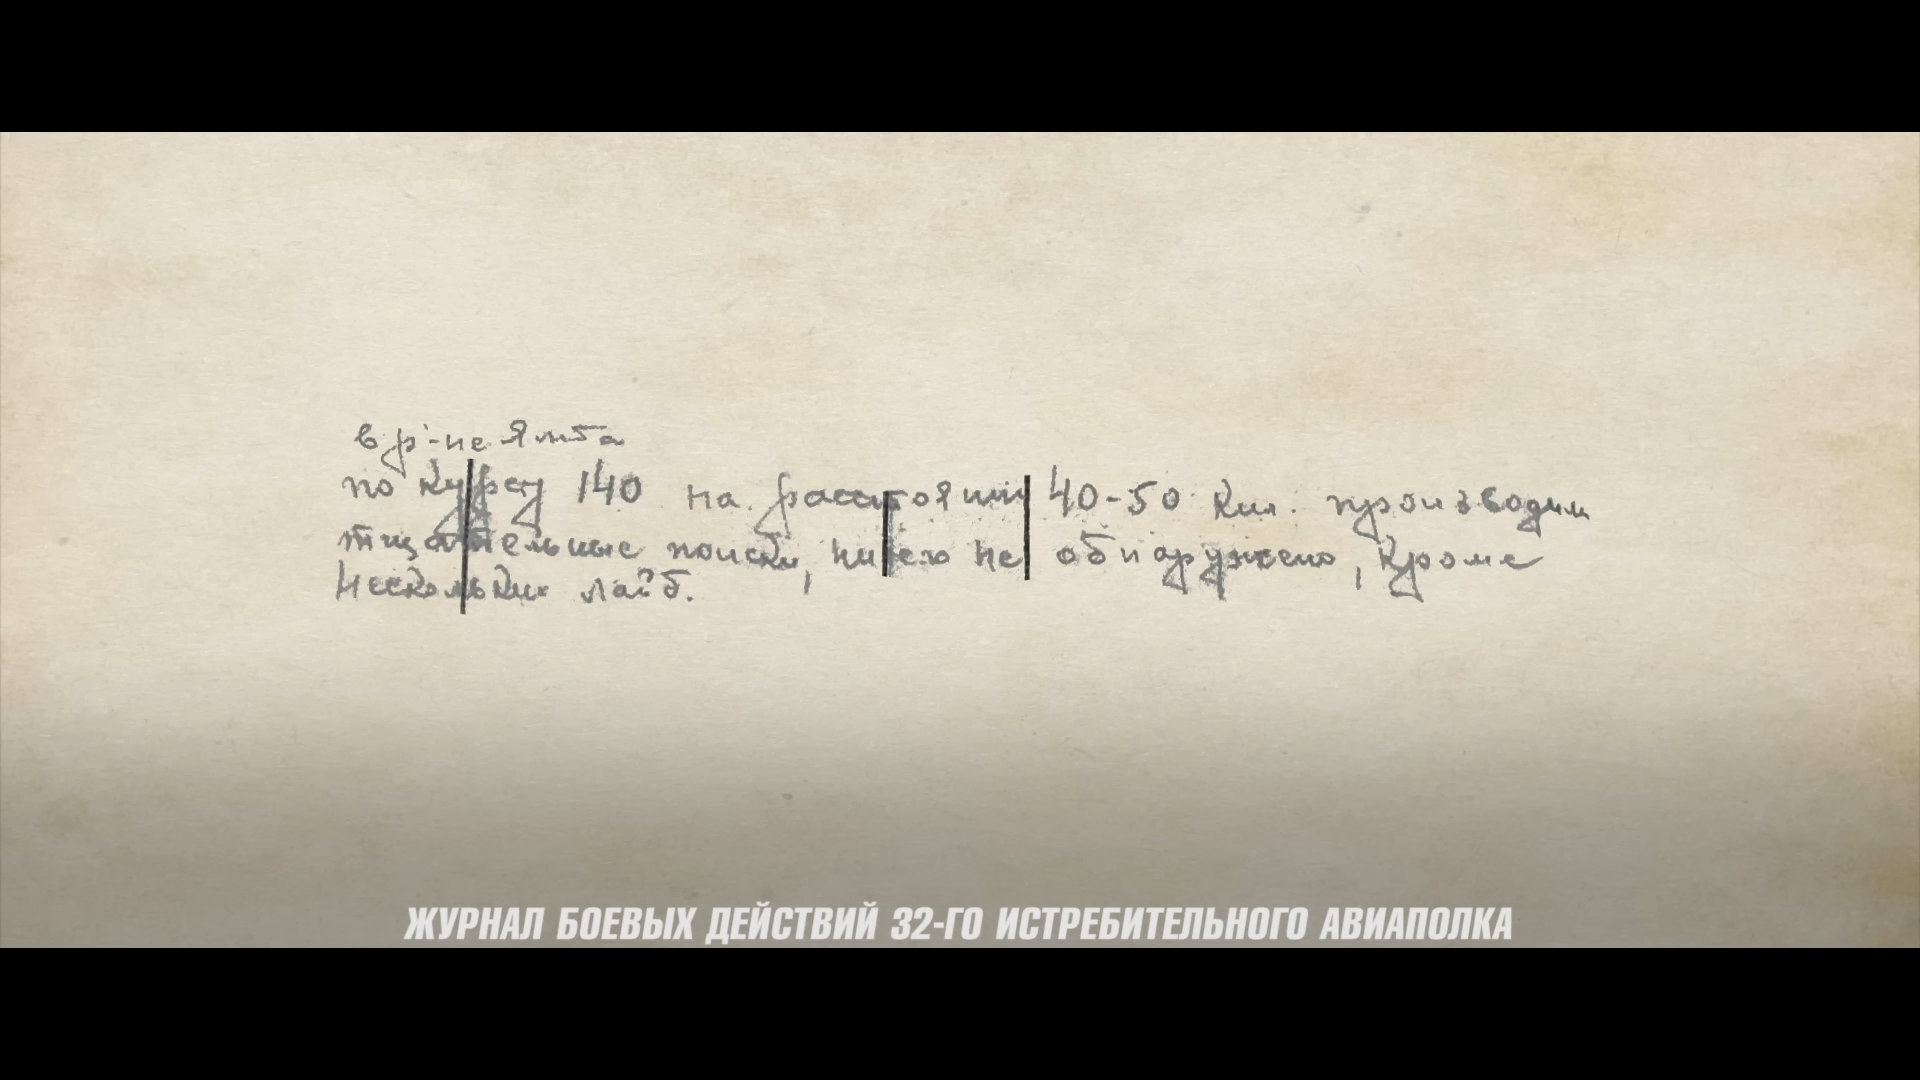 в р-не Ялта
по курсу 140 на расстоянии 40-50 км. производим
тщательные поиски, ничего не обнаружено, кроме
нескольких лайб.
ЖУРНАЛ БОЕВЫХ ДЕЙСТВИЙ 32-ГО ИСТРЕБИТЕЛЬНОГО АВИАПОЛКА